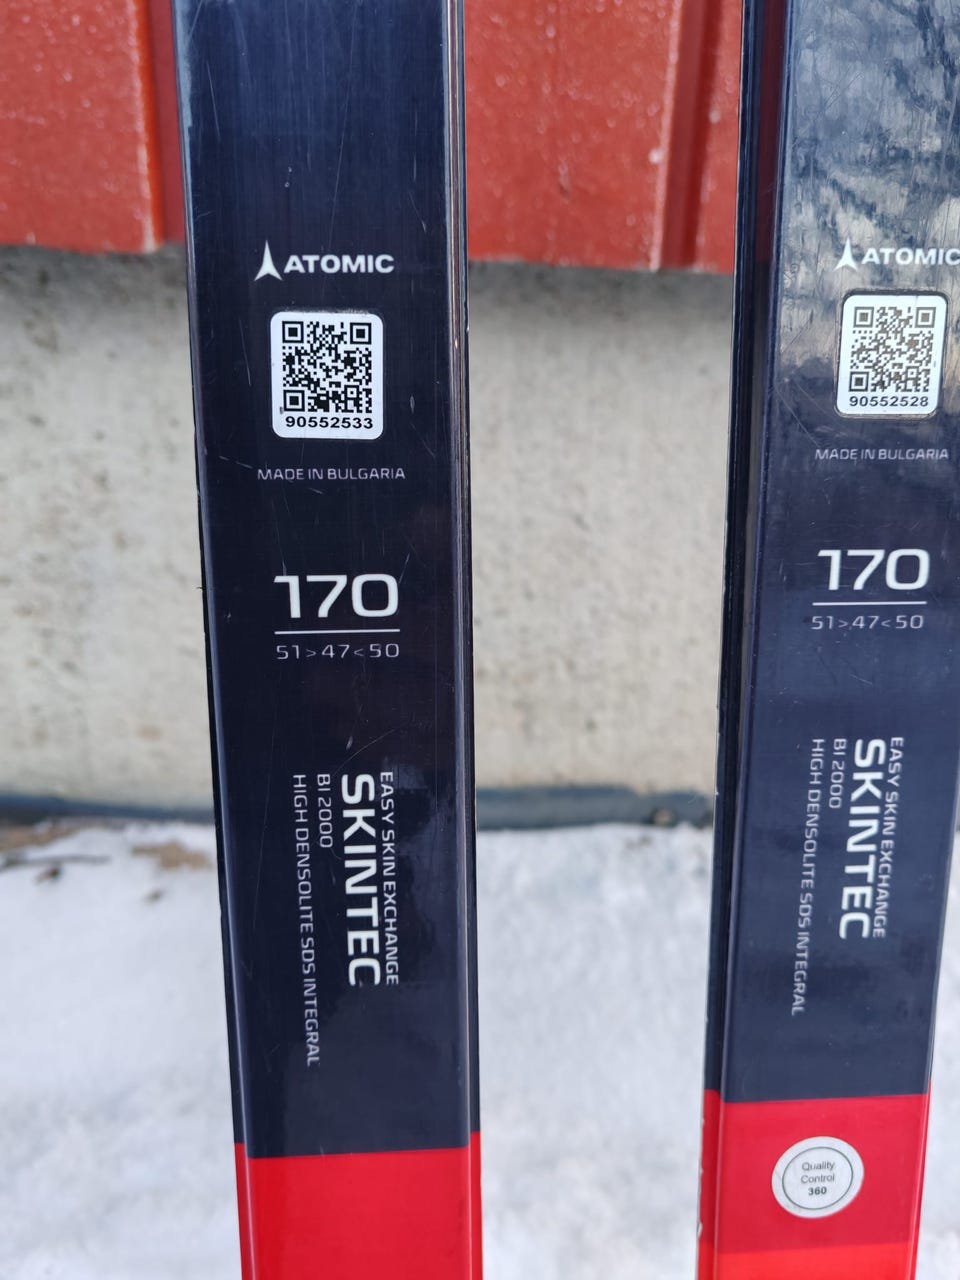 ATOMIC
90552533
MADE IN BULGARIA
170
51>47<50
EASY SKIN EXCHANGE
SKINTEC
BI 2000
HIGH DENSOLITE SDS INTEGRAL
ATOMIC
90552528
MADE IN BULGARIA
170
51>47<50
EASY SKIN EXCHANGE
SKINTEC
BI 2000
HIGH DENSOLITE SDS INTEGRAL
Quality
Control
360